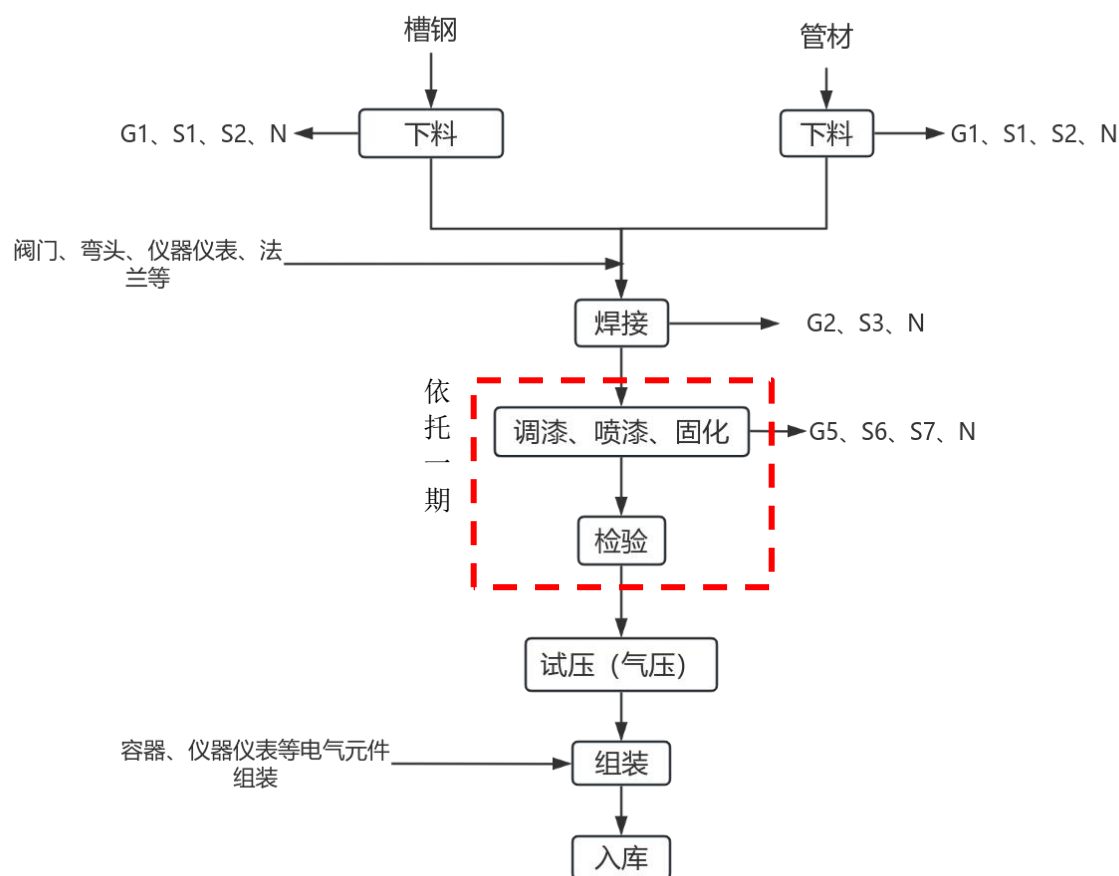 槽钢
管材
G1、S1、S2、N
下料
下料
G1、S1、S2、N
阀门、弯头、仪器仪表、法
兰等
焊接
G2、S3、N
依
托
一
期
调漆、喷漆、固化
G5、S6、S7、N
检验
试压（气压）
容器、仪器仪表等电气元件
组装
组装
入库